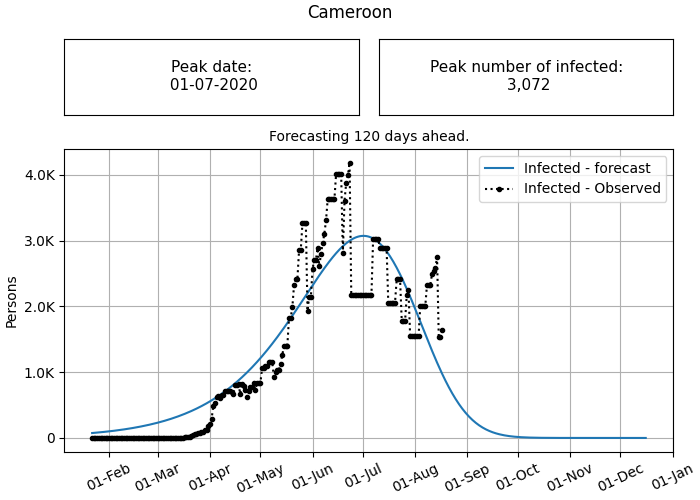 Cameroon
Peak date:
01-07-2020
Peak number of infected:
3,072
Forecasting 120 days ahead.
Infected - forecast
Infected - Observed
4.0K
3.0K
2.0K
1.0K
0
Persons
01-Feb
01-Mar
01-Apr
01-May
01-Jun
01-Jul
01-Aug
01-Sep
01-Oct
01-Nov
01-Dec
01-Jan